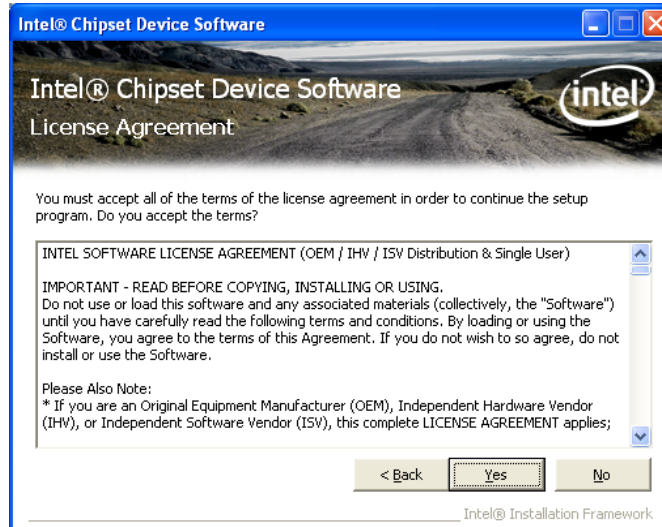 Intel® Chipset Device Software
Intel® Chipset Device Software
License Agreement
intel
You must accept all of the terms of the license agreement in order to continue the setup
program. Do you accept the terms?
INTEL SOFTWARE LICENSE AGREEMENT (OEM / IHV / ISV Distribution & Single User)
IMPORTANT - READ BEFORE COPYING, INSTALLING OR USING.
Do not use or load this software and any associated materials (collectively, the "Software")
until you have carefully read the following terms and conditions. By loading or using the
Software, you agree to the terms of this Agreement. If you do not wish to so agree, do not
install or use the Software.
Please Also Note:
* If you are an Original Equipment Manufacturer (OEM), Independent Hardware Vendor
(IHV), or Independent Software Vendor (ISV), this complete LICENSE AGREEMENT applies;
< Back Yes No
Intel® Installation Framework